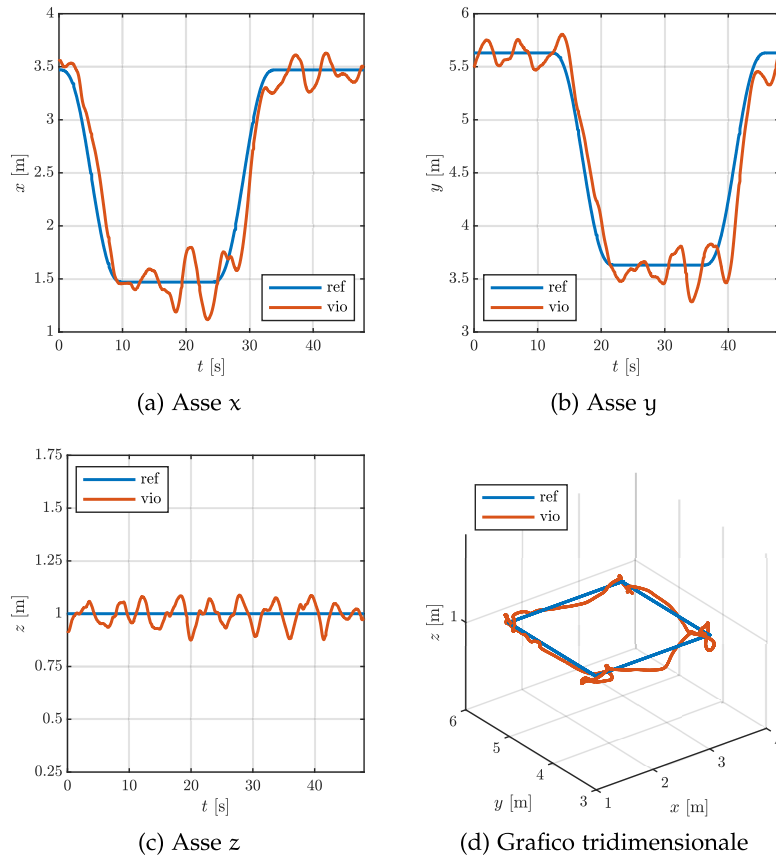 4
3.5
3
2.5
2
1.5
1
x [m]
0 10 20 30 40
t [s]
ref
vio
(a) Asse x
6
5.5
5
4.5
4
3.5
3
y [m]
0 10 20 30 40
t [s]
ref
vio
(b) Asse y
1.75
1.5
1.25
1
0.75
0.5
0.25
z [m]
0 10 20 30 40
t [s]
ref
vio
(c) Asse z
ref
vio
z [m]
1
6
5
4
3
y [m]
1
2
3
x [m]
(d) Grafico tridimensionale